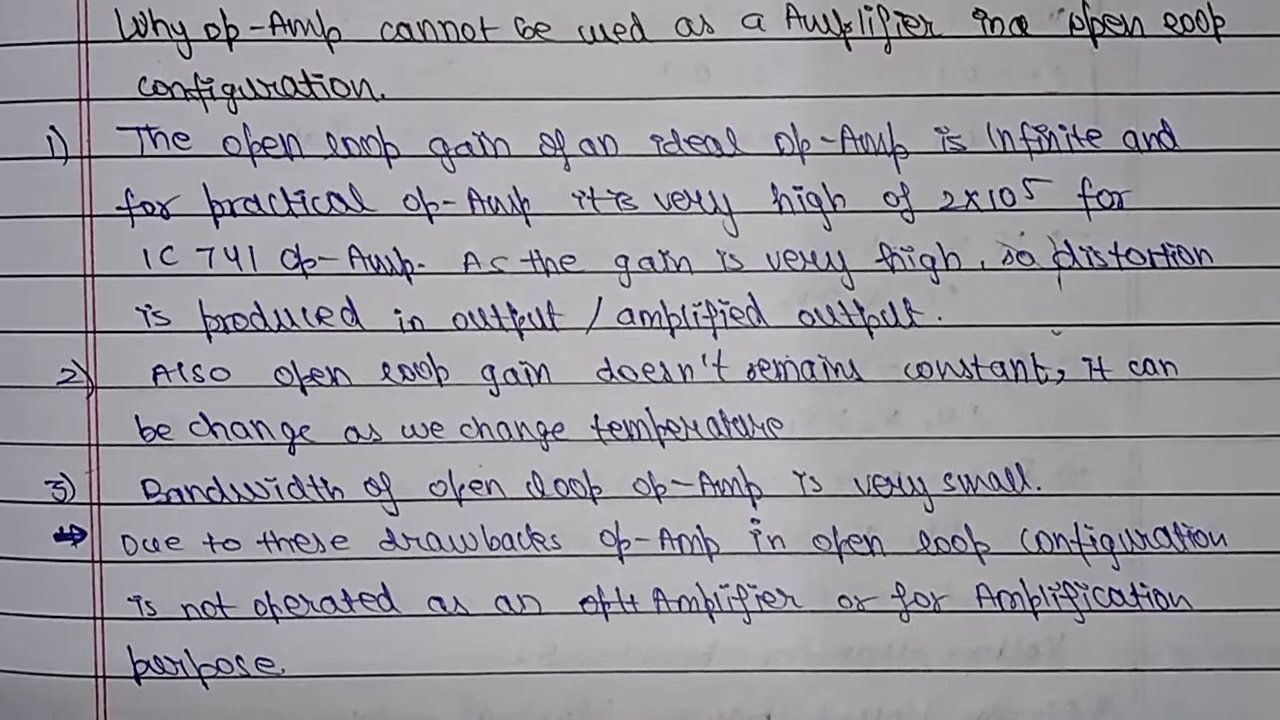 Why op-Amp cannot be used as a Amplifier in a open loop
configuration.
1) The open loop gain of an ideal op-Amp is Infinite and
for practical op-Amp it is very high of 2x10⁵ for
IC 741 op-Amp. As the gain is very high, so distortion
is produced in output / amplified output.
2) Also open loop gain doesn't remains constant, it can
be change as we change temperature
3) Bandwidth of open loop op-Amp is very small.
⇒ Due to these drawbacks op-Amp in open loop configuration
is not operated as an Amplifier or for Amplification
purpose.